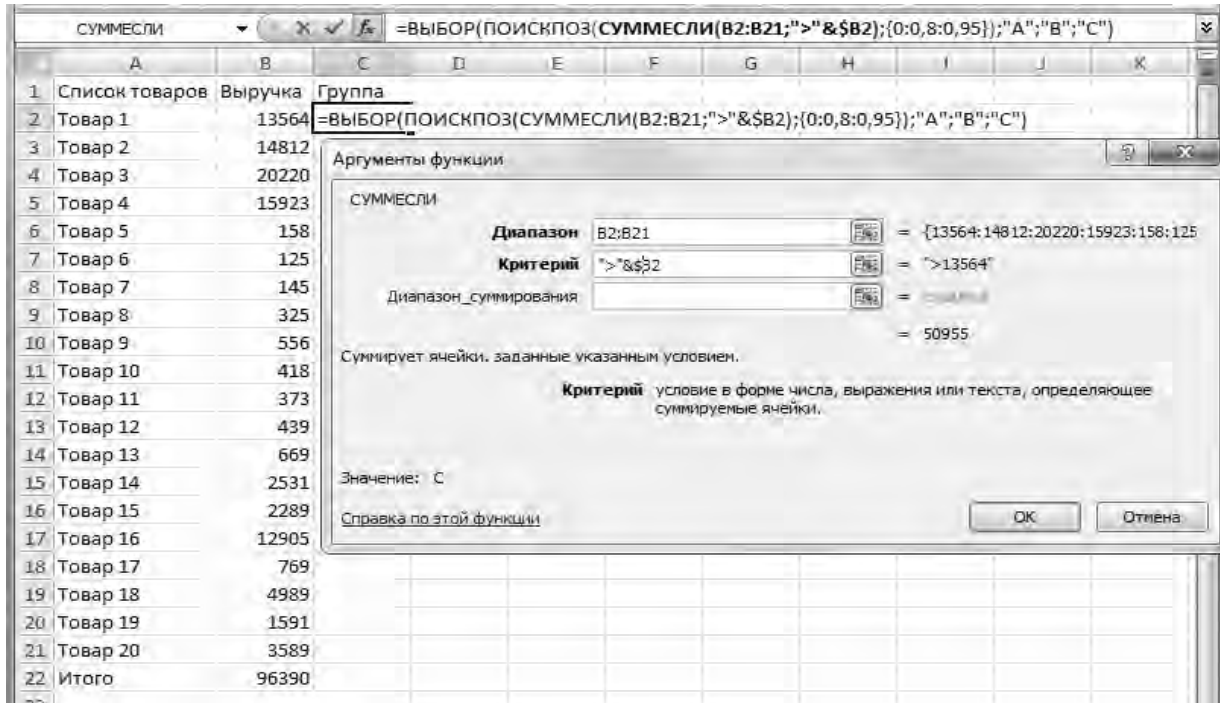 СУММЕСЛИ =ВЫБОР(ПОИСКПОЗ(СУММЕСЛИ(B2:B21;">"&$B2);{0:0,8:0,95});"A";"B";"C")
A B C D E F G H I J K
1 Список товаров Выручка Группа
2 Товар 1 13564 =ВЫБОР(ПОИСКПОЗ(СУММЕСЛИ(B2:B21;">"&$B2);{0:0,8:0,95});"A";"B";"C")
3 Товар 2 14812
4 Товар 3 20220
5 Товар 4 15923
6 Товар 5 158
7 Товар 6 125
8 Товар 7 145
9 Товар 8 325
10 Товар 9 556
11 Товар 10 418
12 Товар 11 373
13 Товар 12 439
14 Товар 13 669
15 Товар 14 2531
16 Товар 15 2289
17 Товар 16 12905
18 Товар 17 769
19 Товар 18 4989
20 Товар 19 1591
21 Товар 20 3589
22 Итого 96390
Аргументы функции
СУММЕСЛИ
Диапазон B2:B21 = {13564:14812:20220:15923:158:125
Критерий ">"&$B2 = ">13564"
Диапазон_суммирования =
= 50955
Суммирует ячейки, заданные указанным условием.
Критерий условие в форме числа, выражения или текста, определяющее
суммируемые ячейки.
Значение: C
Справка по этой функции
ОК Отмена